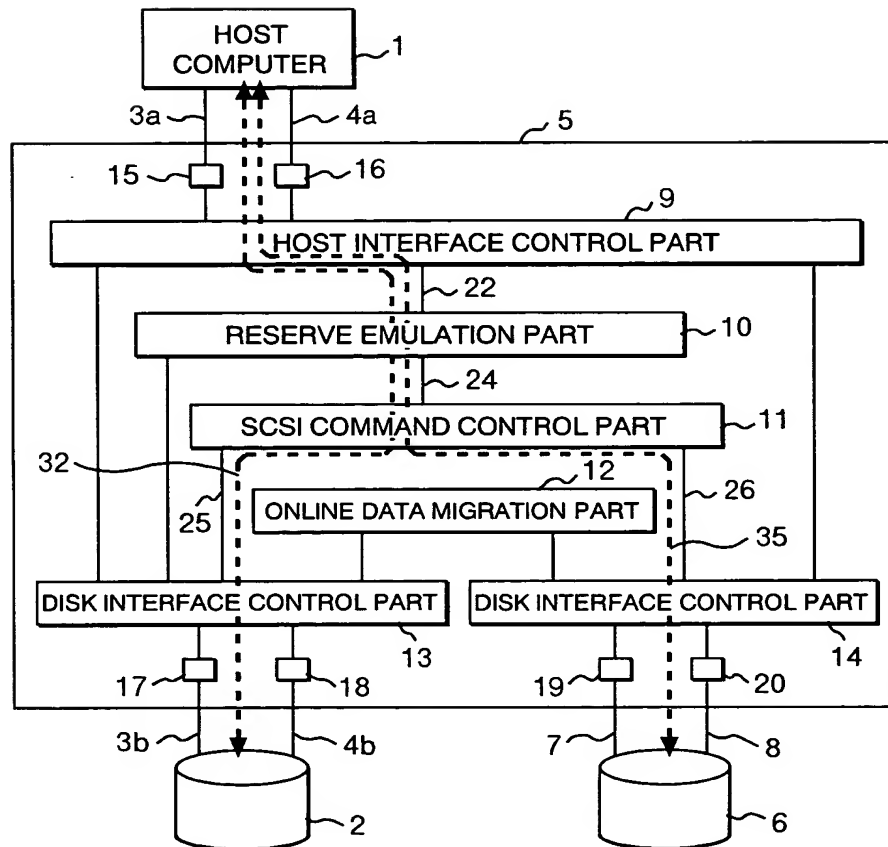 HOST
COMPUTER
1
3a
4a
5
15
16
9
HOST INTERFACE CONTROL PART
22
RESERVE EMULATION PART
10
24
SCSI COMMAND CONTROL PART
11
32
25
12
26
ONLINE DATA MIGRATION PART
35
DISK INTERFACE CONTROL PART
DISK INTERFACE CONTROL PART
13
14
17
18
19
20
3b
4b
7
8
2
6